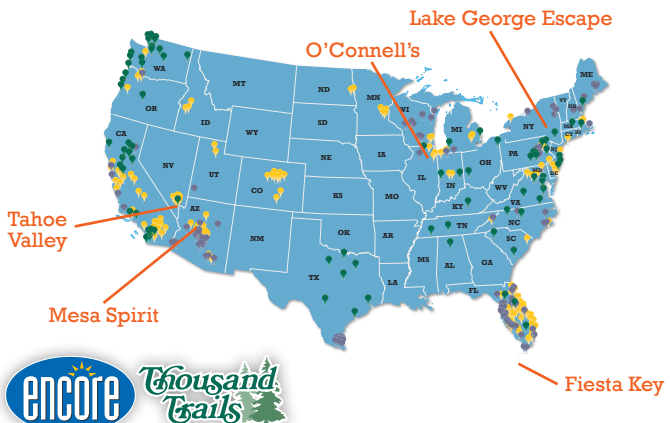 Lake George Escape
O’Connell’s
WA
MT
ND
MN
WI
ME
VT
NH
OR
ID
SD
WY
MI
NY
MA
CT
RI
CA
NV
UT
NE
IA
PA
NJ
CO
IL
IN
OH
MD
DE
KS
MO
WV
VA
KY
AZ
NM
OK
AR
TN
NC
SC
TX
LA
MS
AL
GA
FL
Tahoe
Valley
Mesa Spirit
Fiesta Key
encore
Thousand
Trails